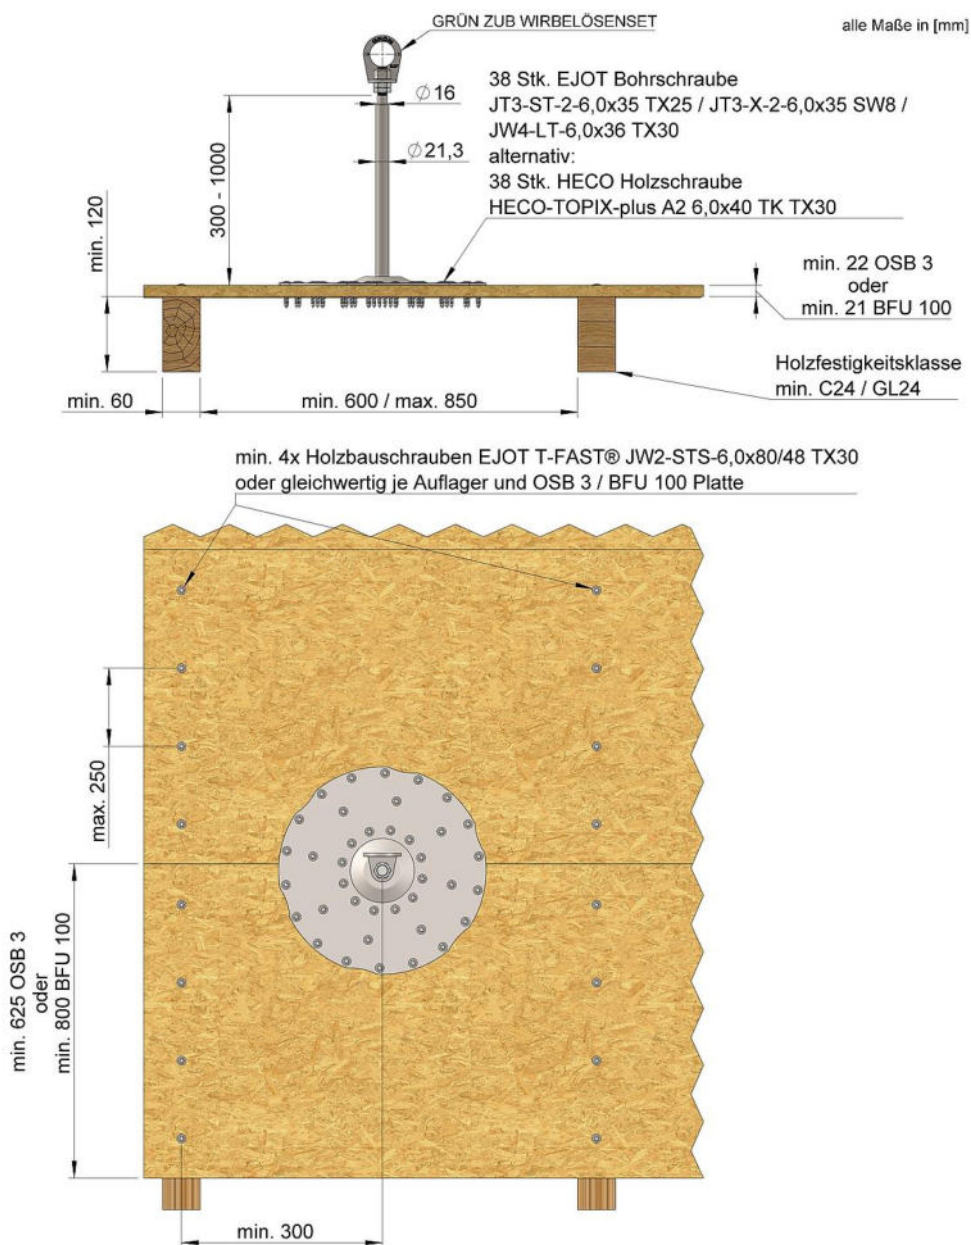 GRÜN ZUB WIRBELÖSENSET
alle Maße in [mm]
38 Stk. EJOT Bohrschraube
JT3-ST-2-6,0x35 TX25 / JT3-X-2-6,0x35 SW8 /
JW4-LT-6,0x36 TX30
alternativ:
38 Stk. HECO Holzschraube
HECO-TOPIX-plus A2 6,0x40 TK TX30
∅16
∅21,3
300 - 1000
min. 120
min. 22 OSB 3
oder
min. 21 BFU 100
Holzfestigkeitsklasse
min. C24 / GL24
min. 60
min. 600 / max. 850
min. 4x Holzbauschrauben EJOT T-FAST® JW2-STS-6,0x80/48 TX30
oder gleichwertig je Auflager und OSB 3 / BFU 100 Platte
max. 250
min. 625 OSB 3
oder
min. 800 BFU 100
min. 300